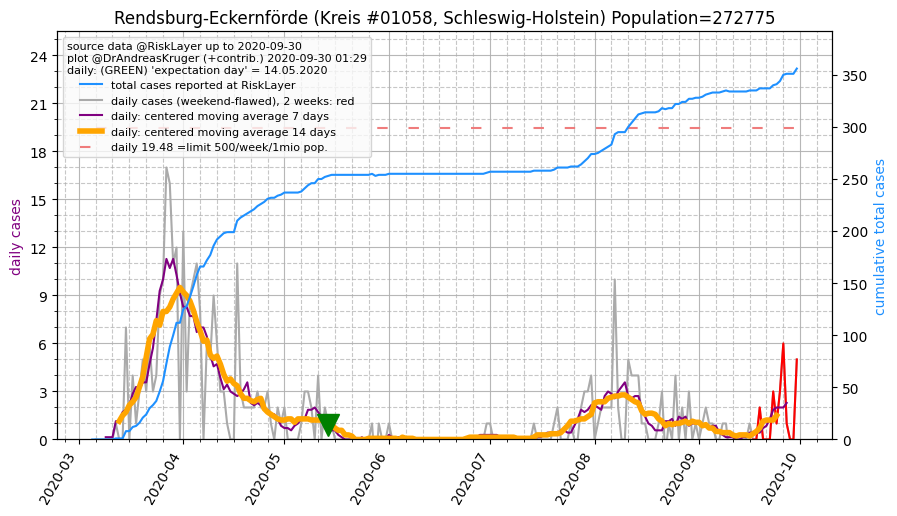 Rendsburg-Eckernförde (Kreis #01058, Schleswig-Holstein) Population=272775
source data @RiskLayer up to 2020-09-30
plot @DrAndreasKruger (+contrib.) 2020-09-30 01:29
daily: (GREEN) 'expectation day' = 14.05.2020
total cases reported at RiskLayer
daily cases (weekend-flawed), 2 weeks: red
daily: centered moving average 7 days
daily: centered moving average 14 days
daily 19.48 =limit 500/week/1mio pop.
daily cases
24
21
18
15
12
9
6
3
0
cumulative total cases
350
300
250
200
150
100
50
0
2020-03
2020-04
2020-05
2020-06
2020-07
2020-08
2020-09
2020-10